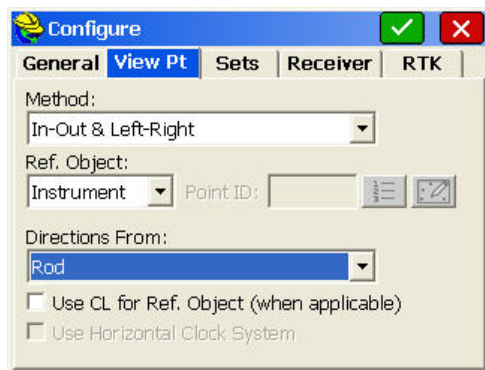 Configure
General View Pt Sets Receiver RTK
Method:
In-Out & Left-Right
Ref. Object:
Instrument Point ID:
Directions From:
Rod
Use CL for Ref. Object (when applicable)
Use Horizontal Clock System